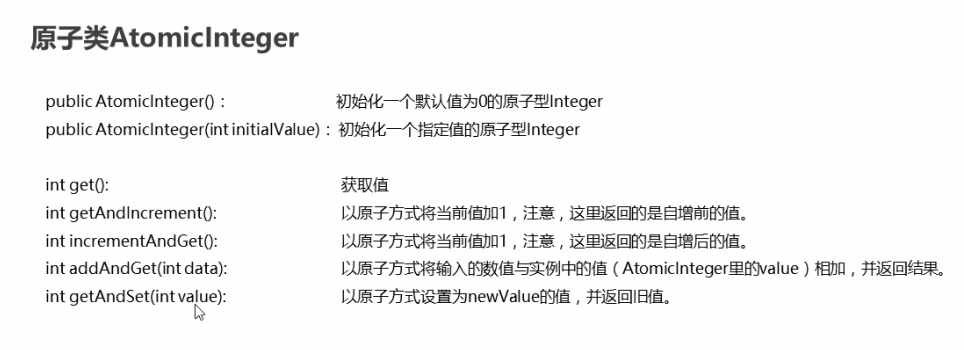 原子类AtomicInteger
public AtomicInteger()： 初始化一个默认值为0的原子型Integer
public AtomicInteger(int initialValue)： 初始化一个指定值的原子型Integer
int get(): 获取值
int getAndIncrement(): 以原子方式将当前值加1，注意，这里返回的是自增前的值。
int incrementAndGet(): 以原子方式将当前值加1，注意，这里返回的是自增后的值。
int addAndGet(int data): 以原子方式将输入的数值与实例中的值（AtomicInteger里的value）相加，并返回结果。
int getAndSet(int value): 以原子方式设置为newValue的值，并返回旧值。